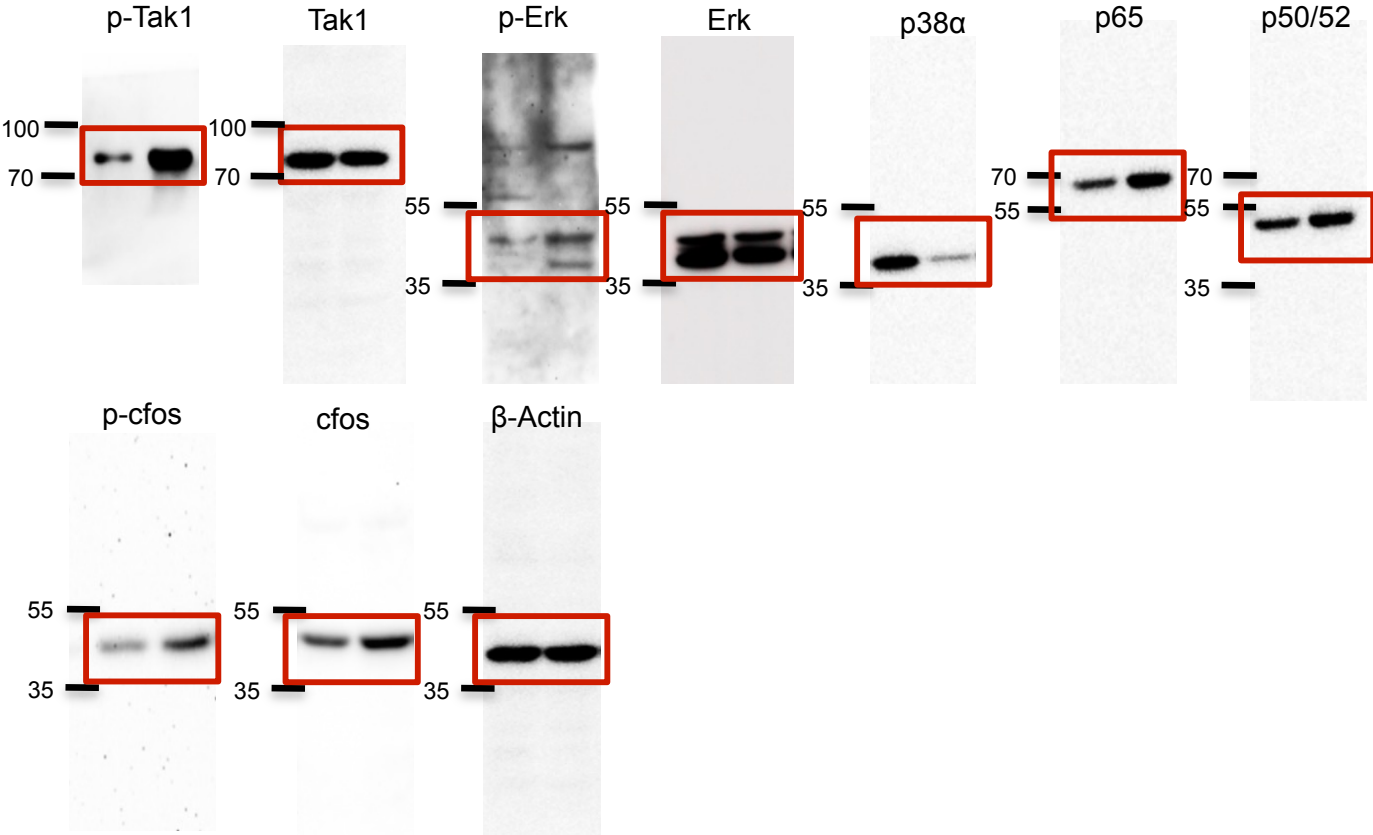 p-Tak1 Tak1 p-Erk Erk p38α p65 p50/52
100 100
70 70 70 70
55 55 55 55 55
35 35 35 35
p-cfos cfos β-Actin
55 55 55
35 35 35